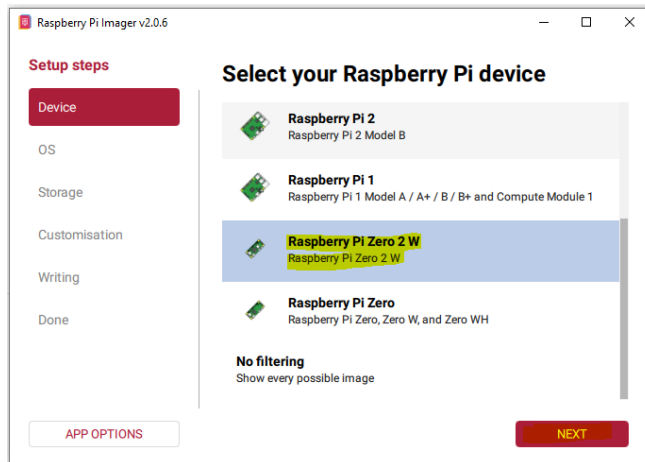 Raspberry Pi Imager v2.0.6
Setup steps
Device
OS
Storage
Customisation
Writing
Done
APP OPTIONS
Select your Raspberry Pi device
Raspberry Pi 2
Raspberry Pi 2 Model B
Raspberry Pi 1
Raspberry Pi 1 Model A / A+ / B / B+ and Compute Module 1
Raspberry Pi Zero 2 W
Raspberry Pi Zero 2 W
Raspberry Pi Zero
Raspberry Pi Zero, Zero W, and Zero WH
No filtering
Show every possible image
NEXT